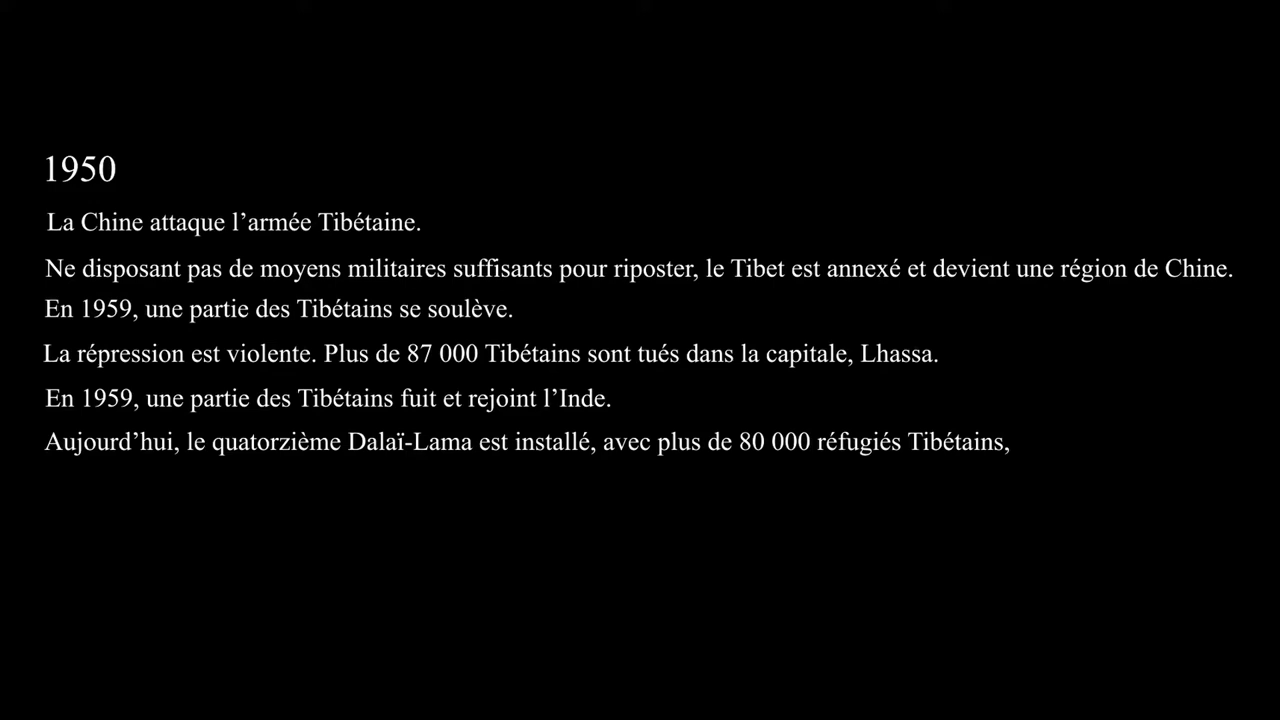 1950
La Chine attaque l’armée Tibétaine.
Ne disposant pas de moyens militaires suffisants pour riposter, le Tibet est annexé et devient une région de Chine.
En 1959, une partie des Tibétains se soulève.
La répression est violente. Plus de 87 000 Tibétains sont tués dans la capitale, Lhassa.
En 1959, une partie des Tibétains fuit et rejoint l’Inde.
Aujourd’hui, le quatorzième Dalaï-Lama est installé, avec plus de 80 000 réfugiés Tibétains,